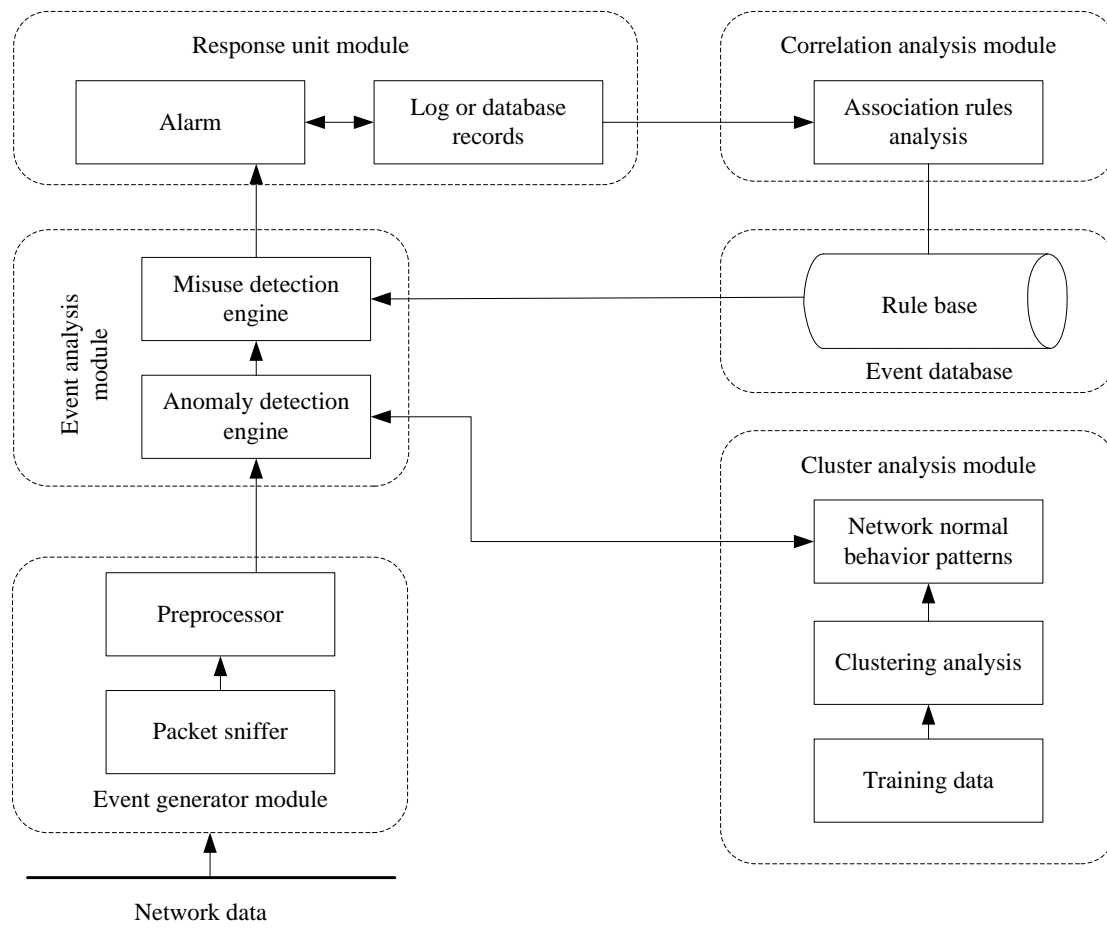 Response unit module
Alarm
Log or database
records
Correlation analysis module
Association rules
analysis
Event analysis
module
Misuse detection
engine
Anomaly detection
engine
Rule base
Event database
Cluster analysis module
Network normal
behavior patterns
Clustering analysis
Training data
Preprocessor
Packet sniffer
Event generator module
Network data